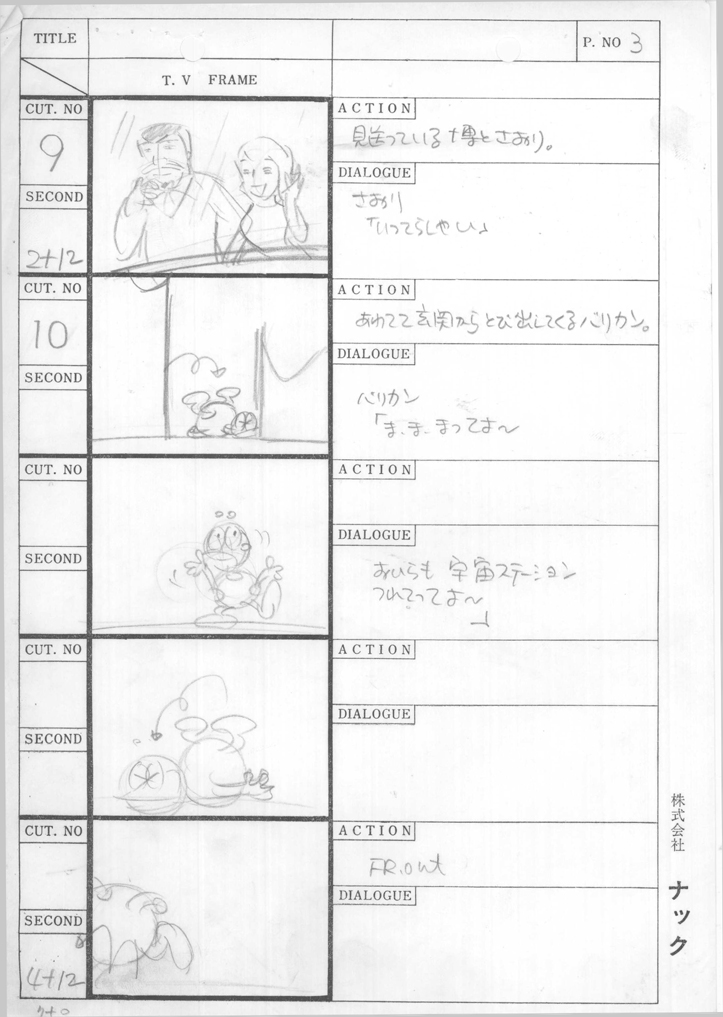 TITLE
P. NO 3
T. V FRAME
CUT. NO
9
SECOND
2+12
ACTION
見送っている博とさおり。
DIALOGUE
さおり
「いってらしゃい」
CUT. NO
10
SECOND
ACTION
あわてて玄関からとび出してくるバリカン。
DIALOGUE
バリカン
「ま、ま、まってよ〜
CUT. NO
SECOND
ACTION
DIALOGUE
おいらも 宇宙ステーション
つれてってよ〜
」
CUT. NO
SECOND
ACTION
DIALOGUE
CUT. NO
SECOND
4+12
ACTION
FR.out
DIALOGUE
7+0
株式会社 ナック